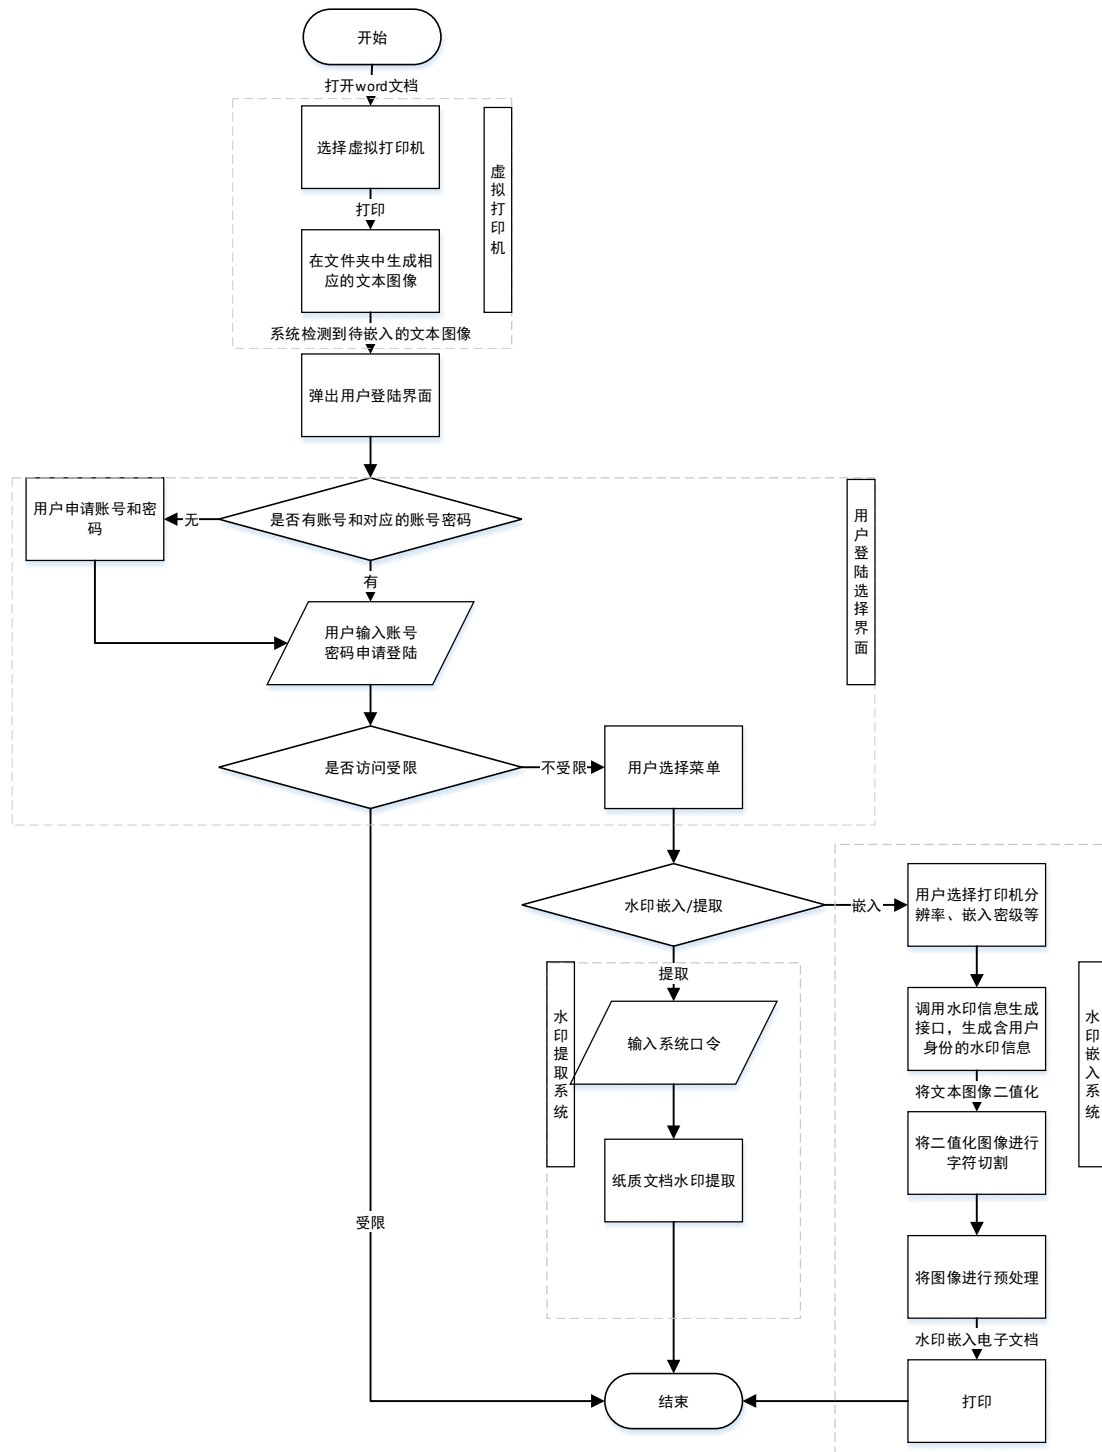 开始
打开word文档
选择虚拟打印机
虚拟打印机
打印
在文件夹中生成相
应的文本图像
系统检测到待嵌入的文本图像
弹出用户登陆界面
用户申请账号和密
码
无
是否有账号和对应的账号密码
用户登陆选择界面
有
用户输入账号
密码申请登陆
是否访问受限
不受限
用户选择菜单
水印嵌入/提取
嵌入
用户选择打印机分
辨率、嵌入密级等
提取
水印提取系统
输入系统口令
调用水印信息生成
接口，生成含用户
身份的水印信息
水印嵌入系统
将文本图像二值化
将二值化图像进行
字符切割
纸质文档水印提取
受限
将图像进行预处理
水印嵌入电子文档
打印
结束